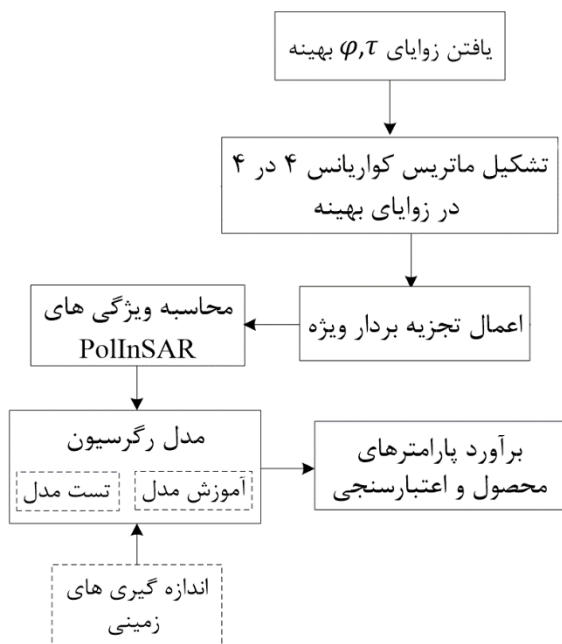 یافتن زوایای φ,τ بهینه
تشکیل ماتریس کواریانس ۴ در ۴
در زوایای بهینه
اعمال تجزیه بردار ویژه
محاسبه ویژگی های
PolInSAR
مدل رگرسیون
آموزش مدل
تست مدل
برآورد پارامترهای
محصول و اعتبارسنجی
اندازه گیری های
زمینی